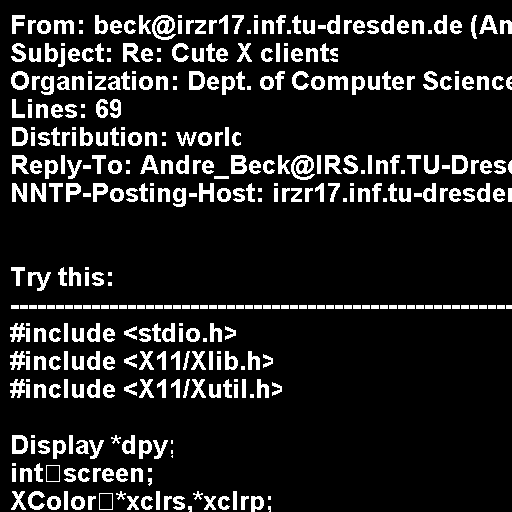 From: beck@irzr17.inf.tu-dresden.de (An
Subject: Re: Cute X clients
Organization: Dept. of Computer Science
Lines: 69
Distribution: world
Reply-To: Andre_Beck@IRS.Inf.TU-Dresd
NNTP-Posting-Host: irzr17.inf.tu-dresden
Try this:
--------------------------------------------------------------
#include <stdio.h>
#include <X11/Xlib.h>
#include <X11/Xutil.h>
Display *dpy;
int□screen;
XColor□*xclrs,*xclrp;